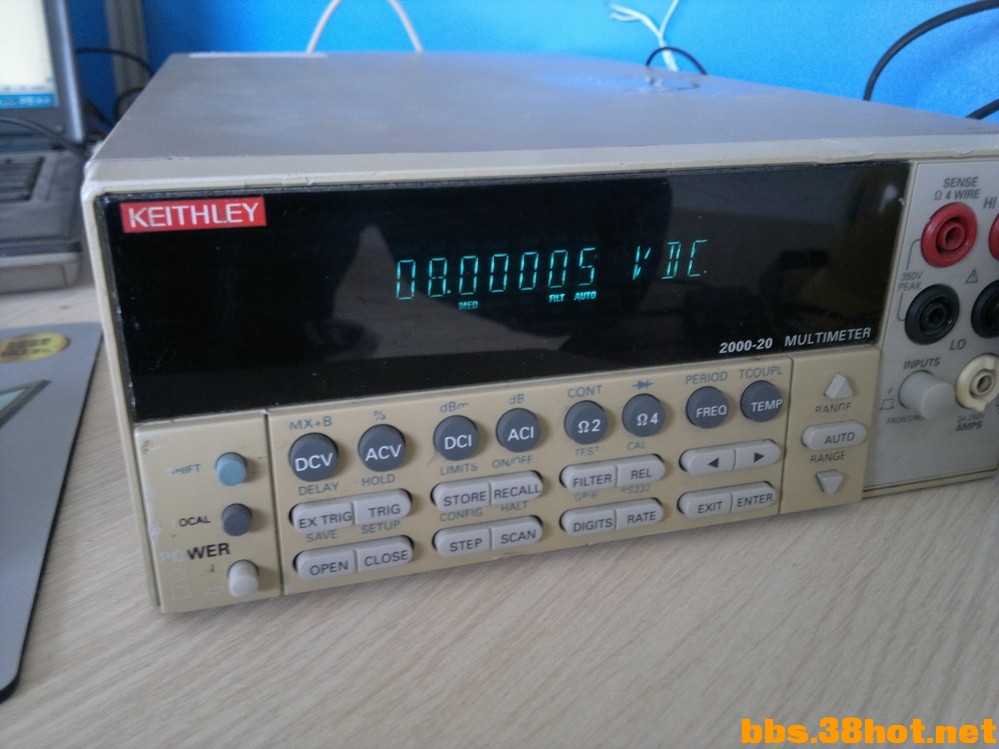 KEITHLEY
08.00005 VDC
MED
FILT AUTO
2000-20 MULTIMETER
SENSE
Ω 4 WIRE
HI
350V
PEAK
LO
INPUTS
AMPS
MX+B
dBm
dB
CONT
PERIOD
TCOUPL
DCV
ACV
DCI
ACI
Ω2
Ω4
FREQ
TEMP
RANGE
AUTO
RANGE
DELAY
HOLD
LIMITS
ON/OFF
TEST
CAL
EX TRIG
TRIG
STORE
RECALL
FILTER
REL
SAVE
SETUP
CONFIG
HALT
GPIB
RS232
OPEN
CLOSE
STEP
SCAN
DIGITS
RATE
EXIT
ENTER
HIFT
OCAL
POWER
bbs.38hot.net